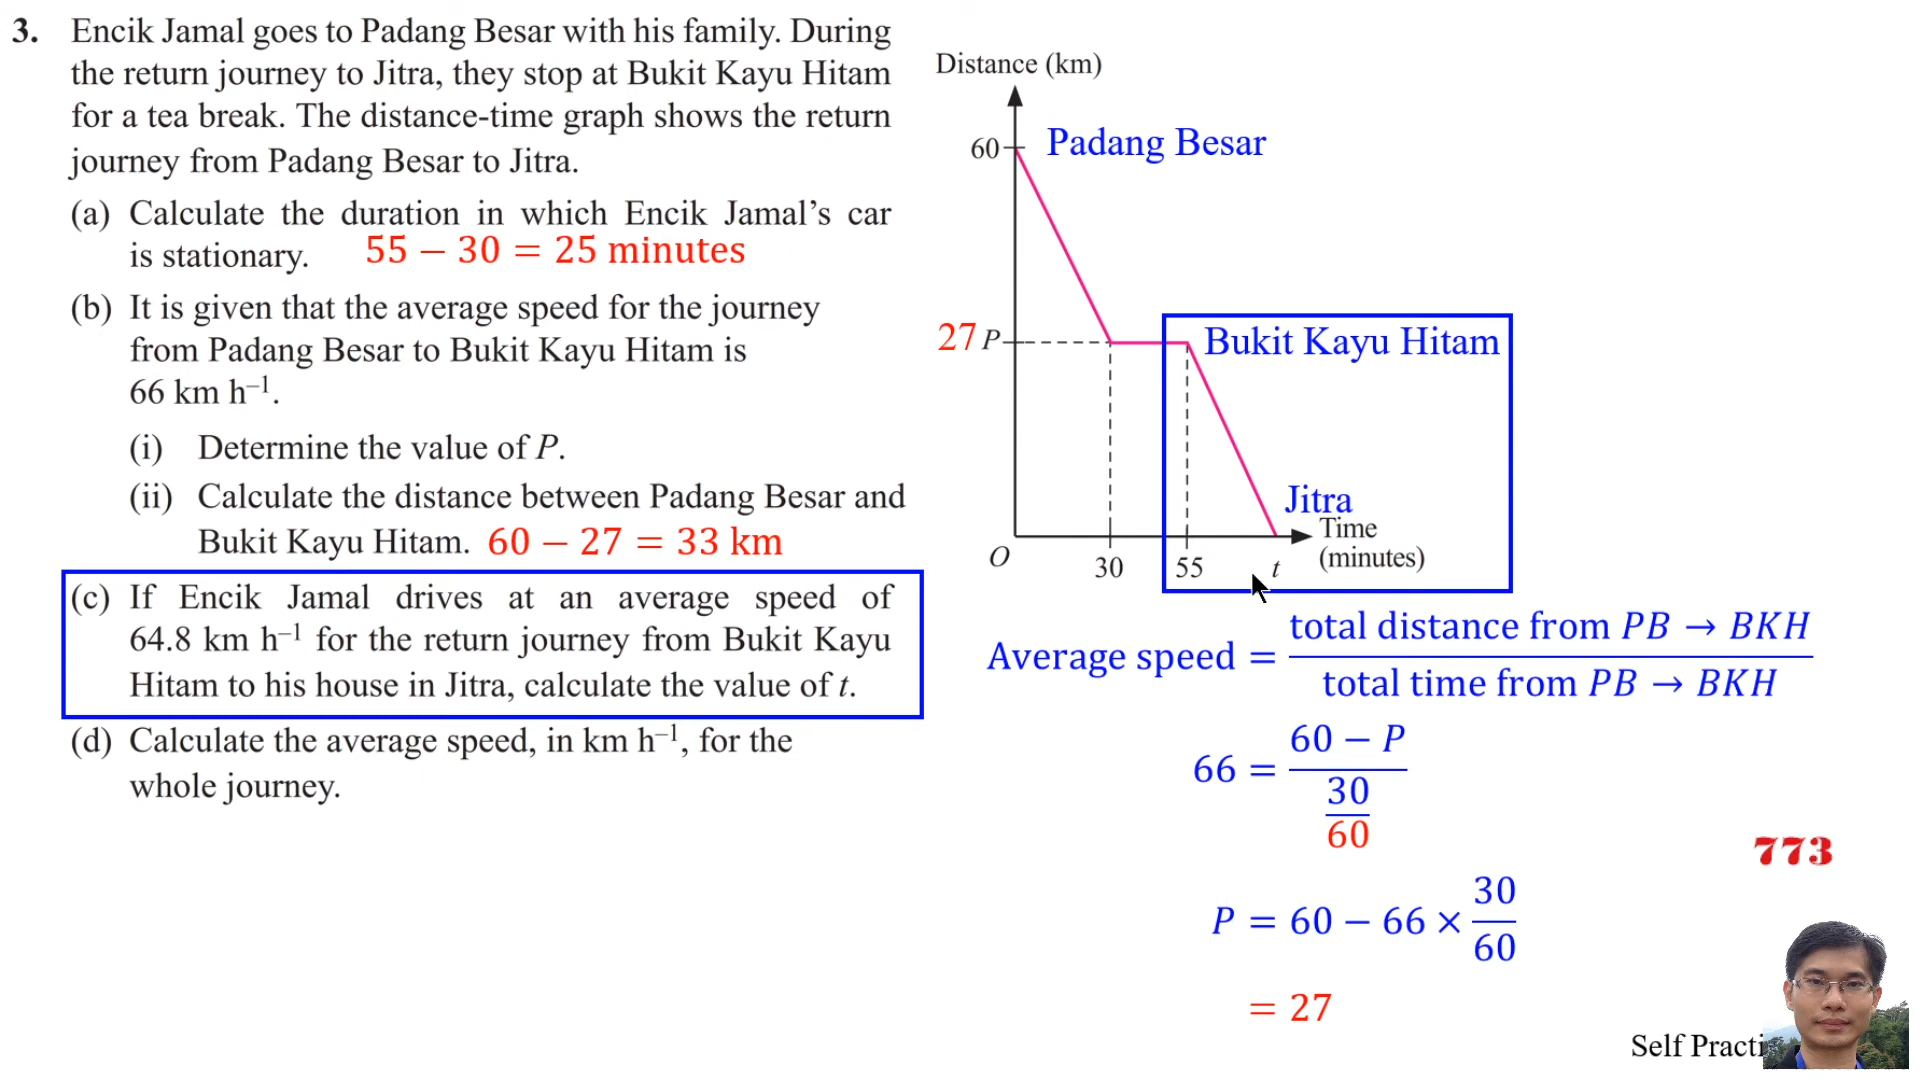 3. Encik Jamal goes to Padang Besar with his family. During
the return journey to Jitra, they stop at Bukit Kayu Hitam
for a tea break. The distance-time graph shows the return
journey from Padang Besar to Jitra.
(a) Calculate the duration in which Encik Jamal's car
is stationary. 55 − 30 = 25 minutes
(b) It is given that the average speed for the journey
from Padang Besar to Bukit Kayu Hitam is
66 km h⁻¹.
(i) Determine the value of P.
(ii) Calculate the distance between Padang Besar and
Bukit Kayu Hitam. 60 − 27 = 33 km
(c) If Encik Jamal drives at an average speed of
64.8 km h⁻¹ for the return journey from Bukit Kayu
Hitam to his house in Jitra, calculate the value of t.
(d) Calculate the average speed, in km h⁻¹, for the
whole journey.
Distance (km)
60 Padang Besar
27 P Bukit Kayu Hitam
Jitra
Time
(minutes)
O 30 55 t
Average speed = total distance from PB → BKH / total time from PB → BKH
66 = (60 − P) / (30/60)
P = 60 − 66 × 30/60
= 27
773
Self Practi